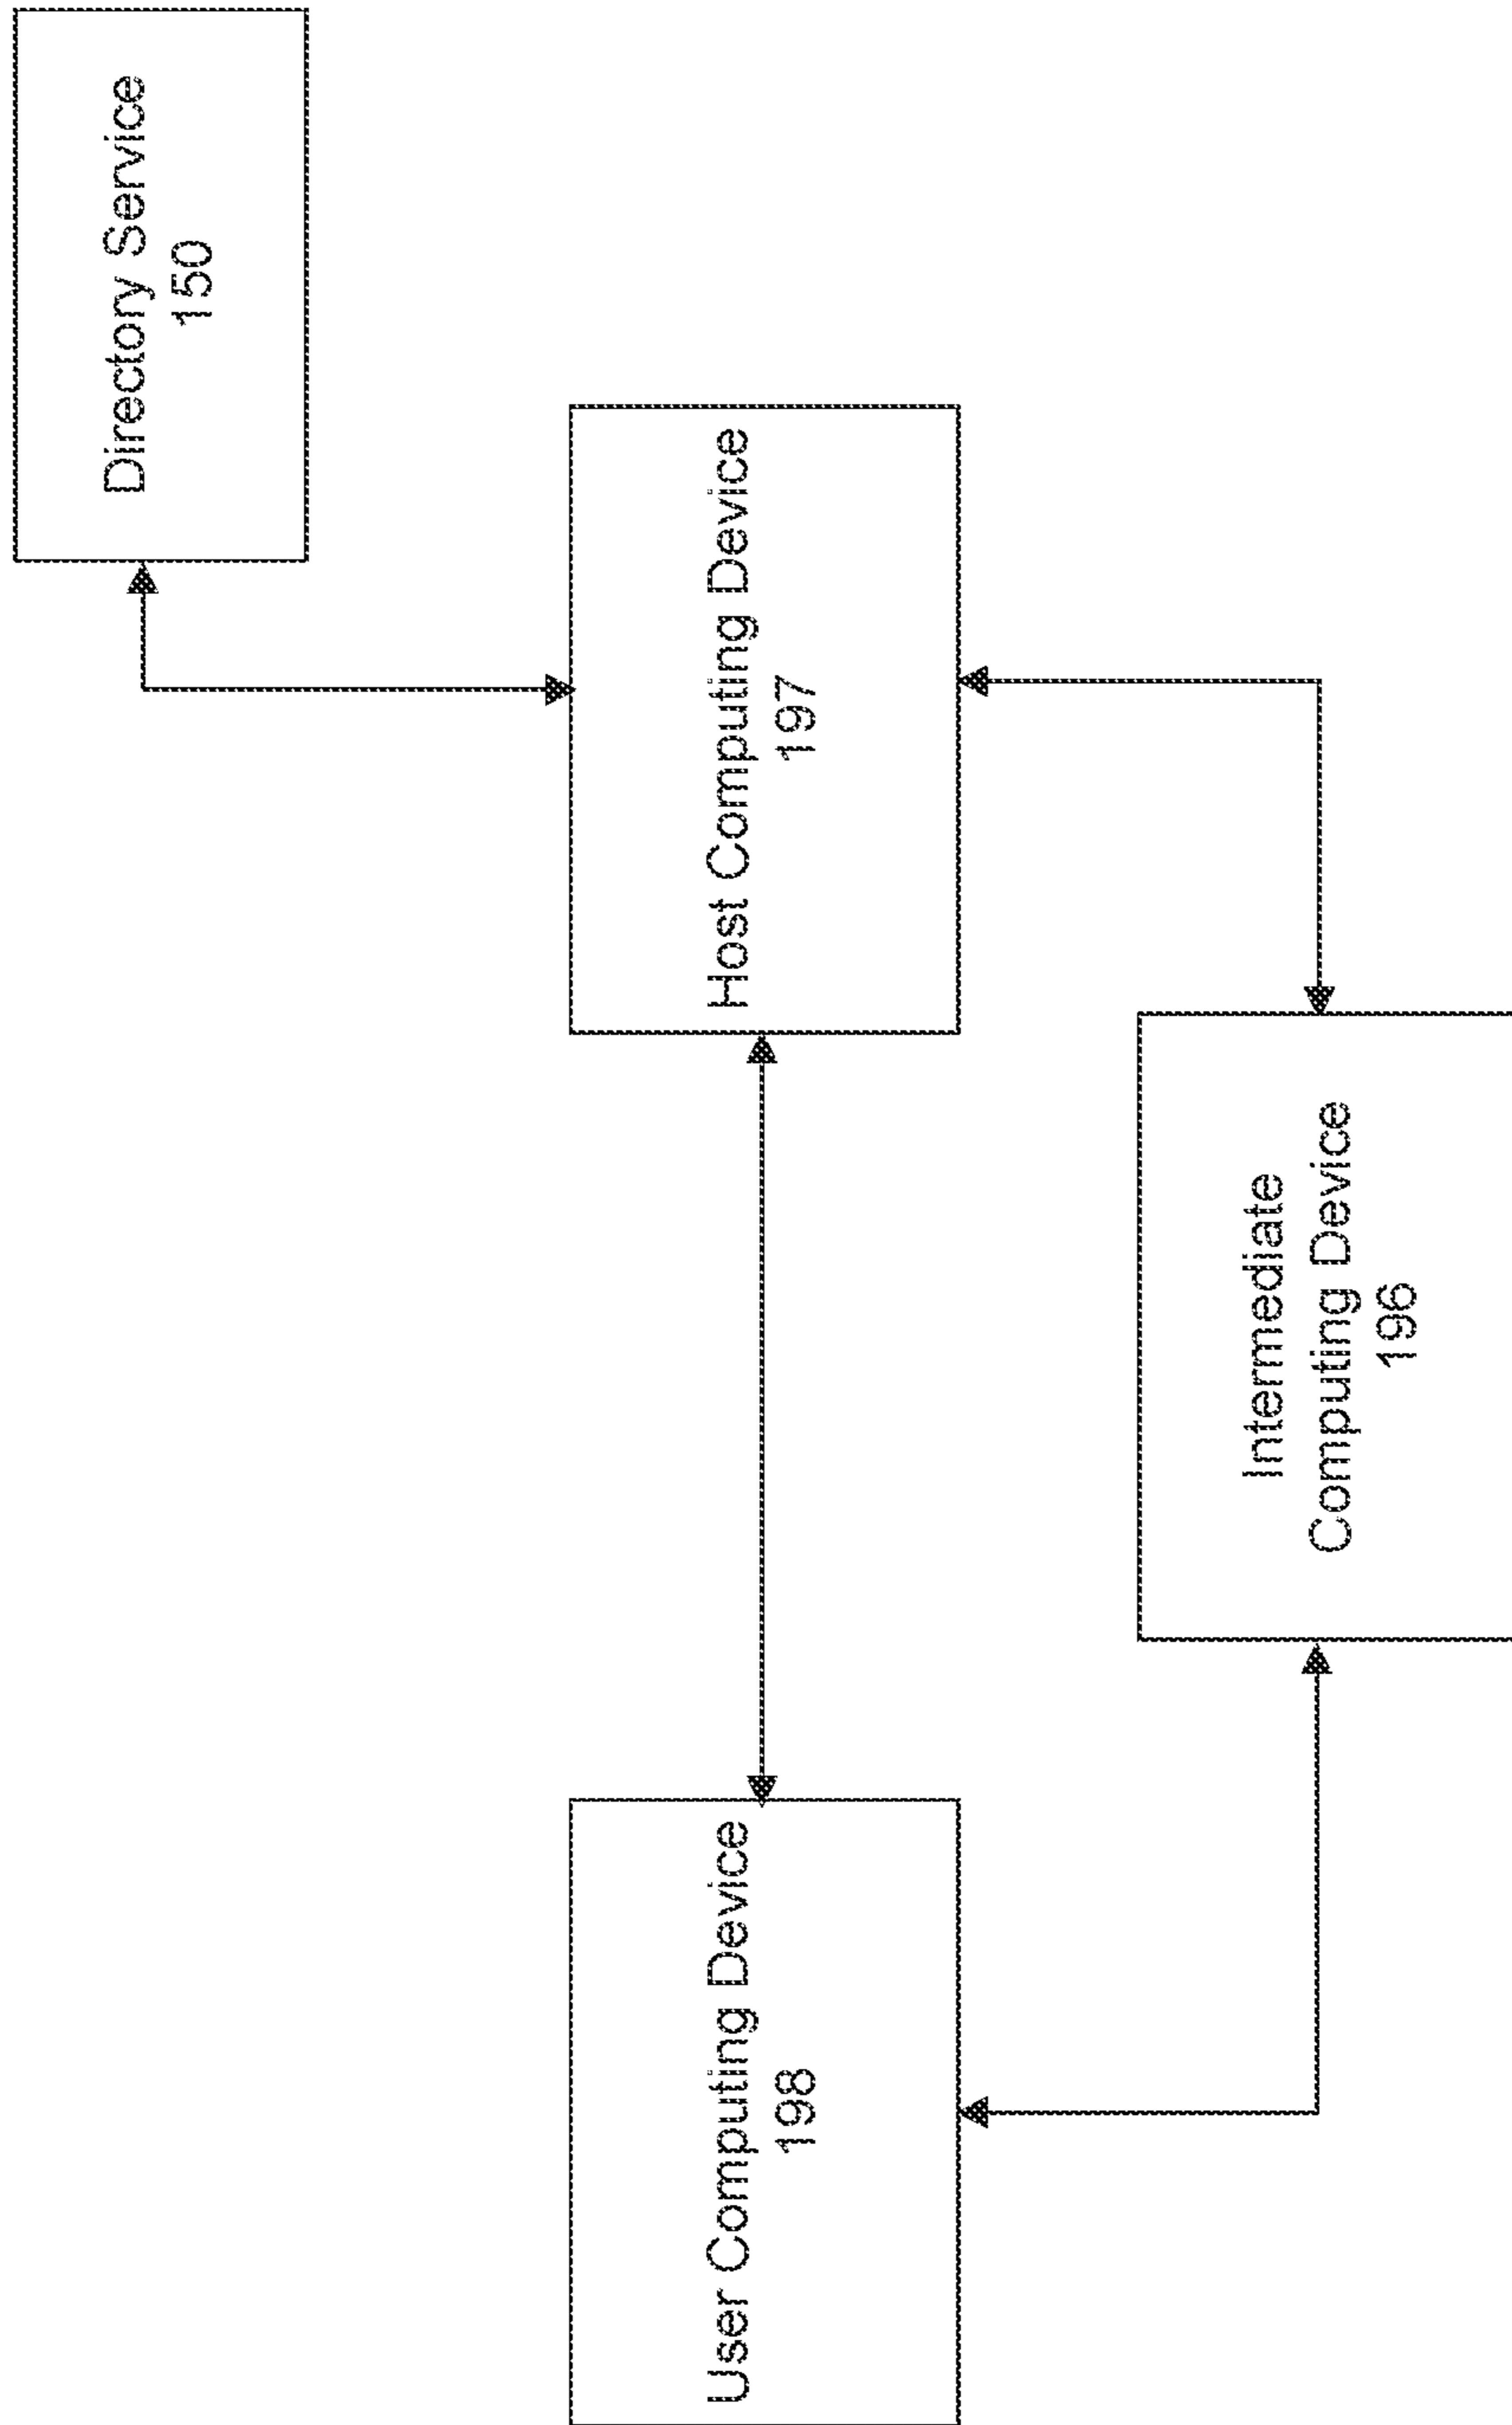 Directory Service
150
Host Computing Device
197
User Computing Device
198
Intermediate
Computing Device
196